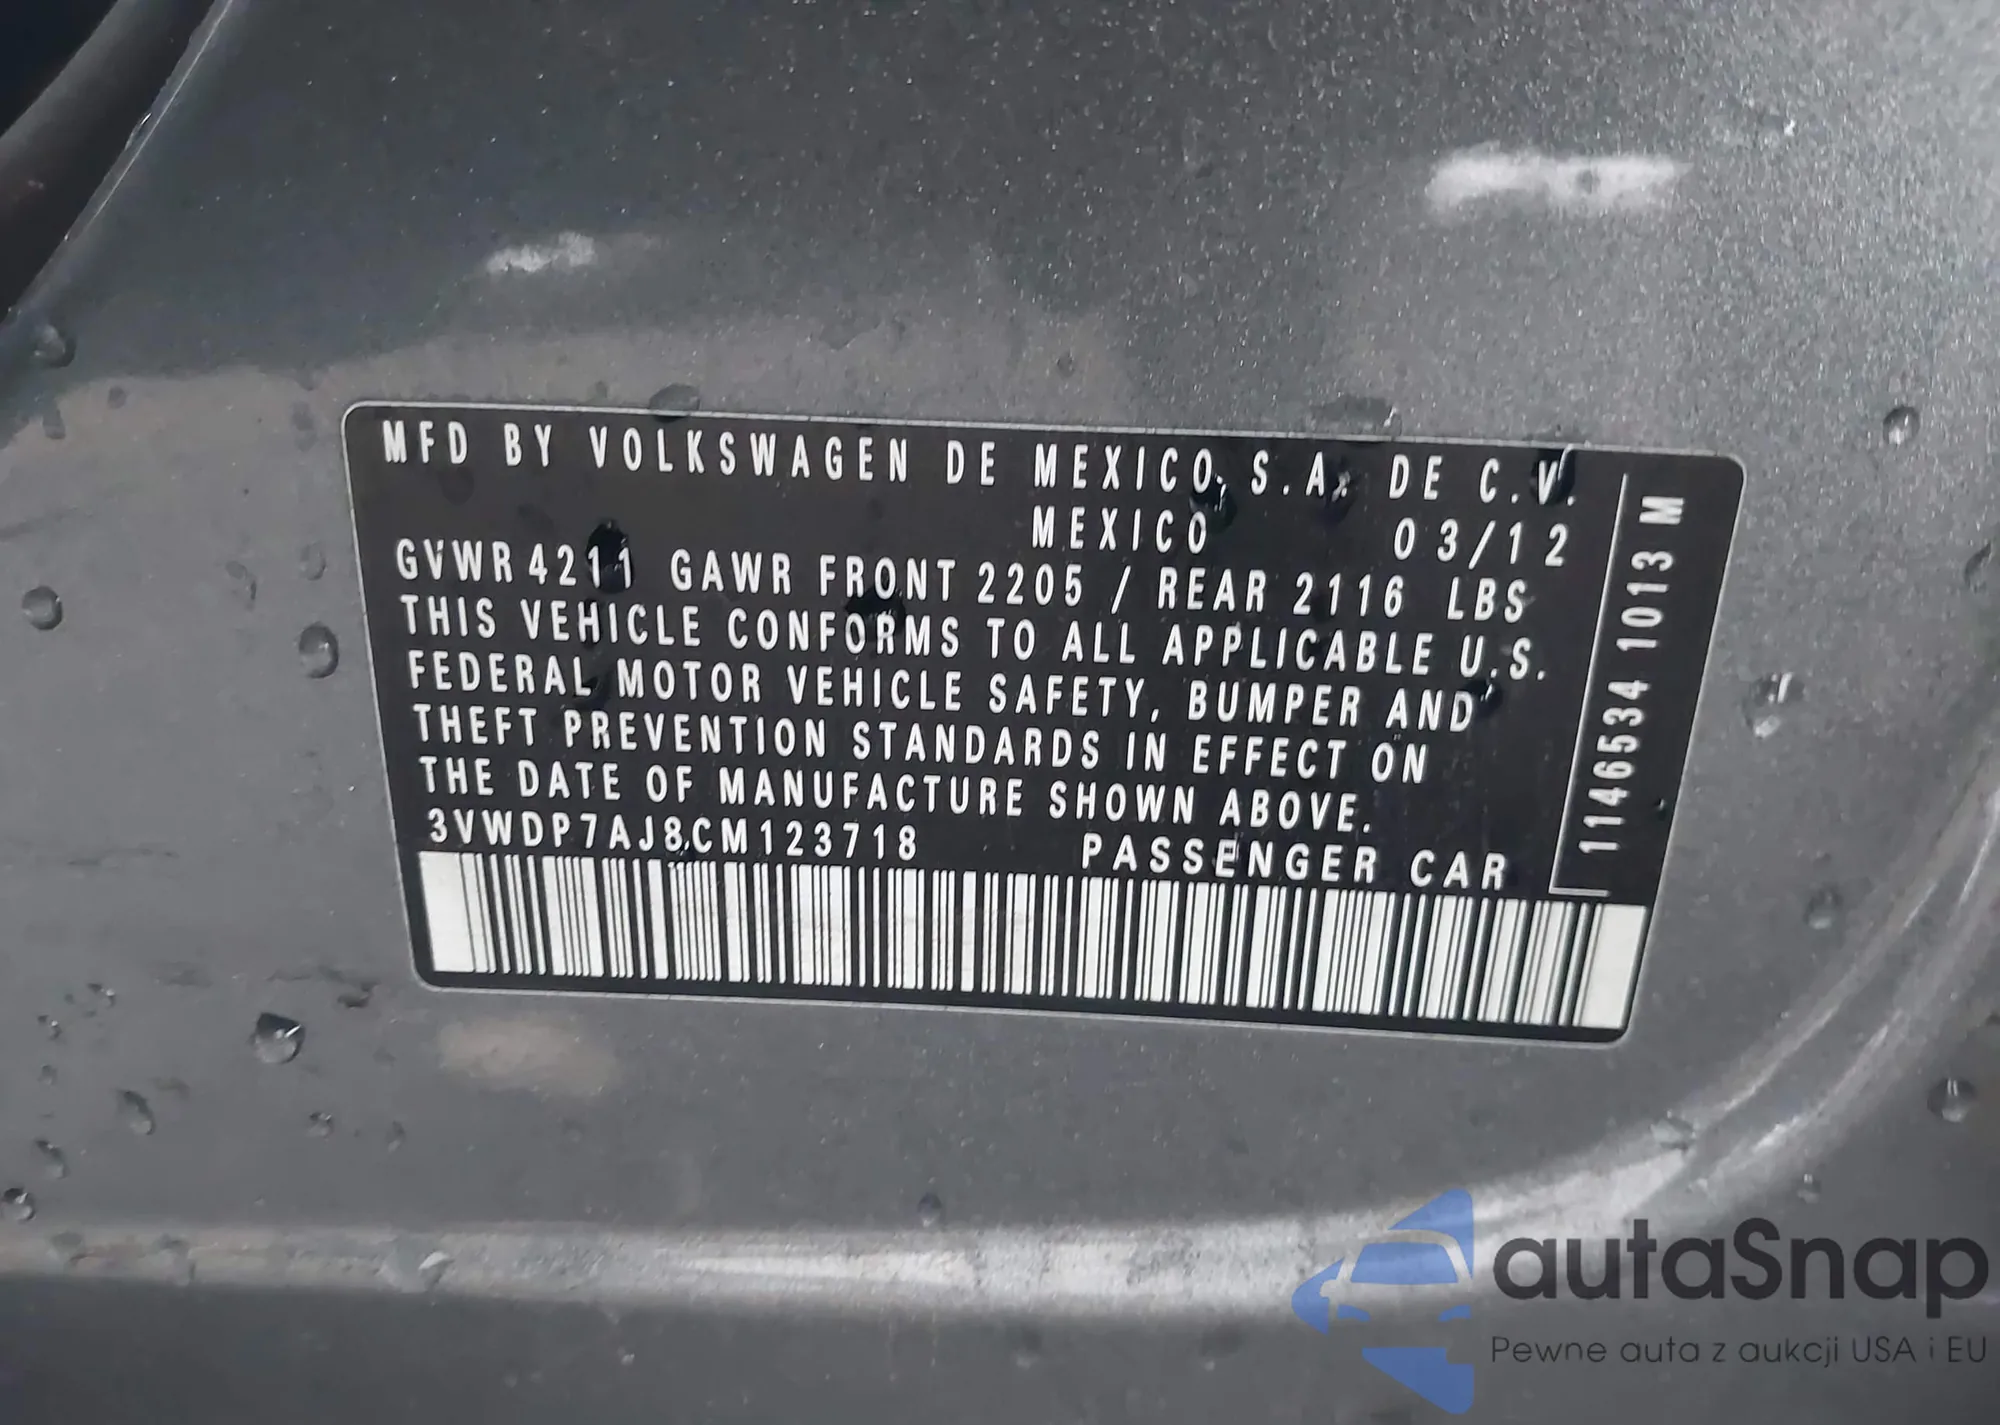 MFD BY VOLKSWAGEN DE MEXICO, S.A. DE C.V.
MEXICO 03/12
GVWR 4211 GAWR FRONT 2205 / REAR 2116 LBS
THIS VEHICLE CONFORMS TO ALL APPLICABLE U.S.
FEDERAL MOTOR VEHICLE SAFETY, BUMPER AND
THEFT PREVENTION STANDARDS IN EFFECT ON
THE DATE OF MANUFACTURE SHOWN ABOVE.
3VWDP7AJ8CM123718 PASSENGER CAR
1146534 1013 M
autaSnap
Pewne auta z aukcji USA i EU